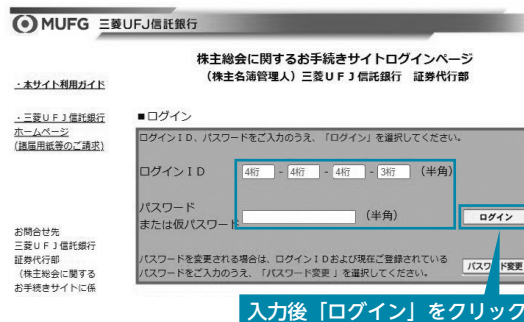 MUFG 三菱UFJ信託銀行
株主総会に関するお手続きサイトログインページ
（株主名簿管理人）三菱ＵＦＪ信託銀行　証券代行部
・本サイト利用ガイド
・三菱ＵＦＪ信託銀行
ホームページ
(諸届用紙等のご請求)
■ログイン
ログインＩＤ、パスワードをご入力のうえ、「ログイン」を選択してください。
ログインＩＤ 4桁 - 4桁 - 4桁 - 3桁 （半角）
パスワード
または仮パスワード （半角）
ログイン
お問合せ先
三菱ＵＦＪ信託銀行
証券代行部
（株主総会に関する
お手続きサイトに係
パスワードを変更される場合は、ログインＩＤおよび現在ご登録されている
パスワードをご入力のうえ、「パスワード変更 」を選択してください。
パスワード変更
入力後「ログイン」をクリック